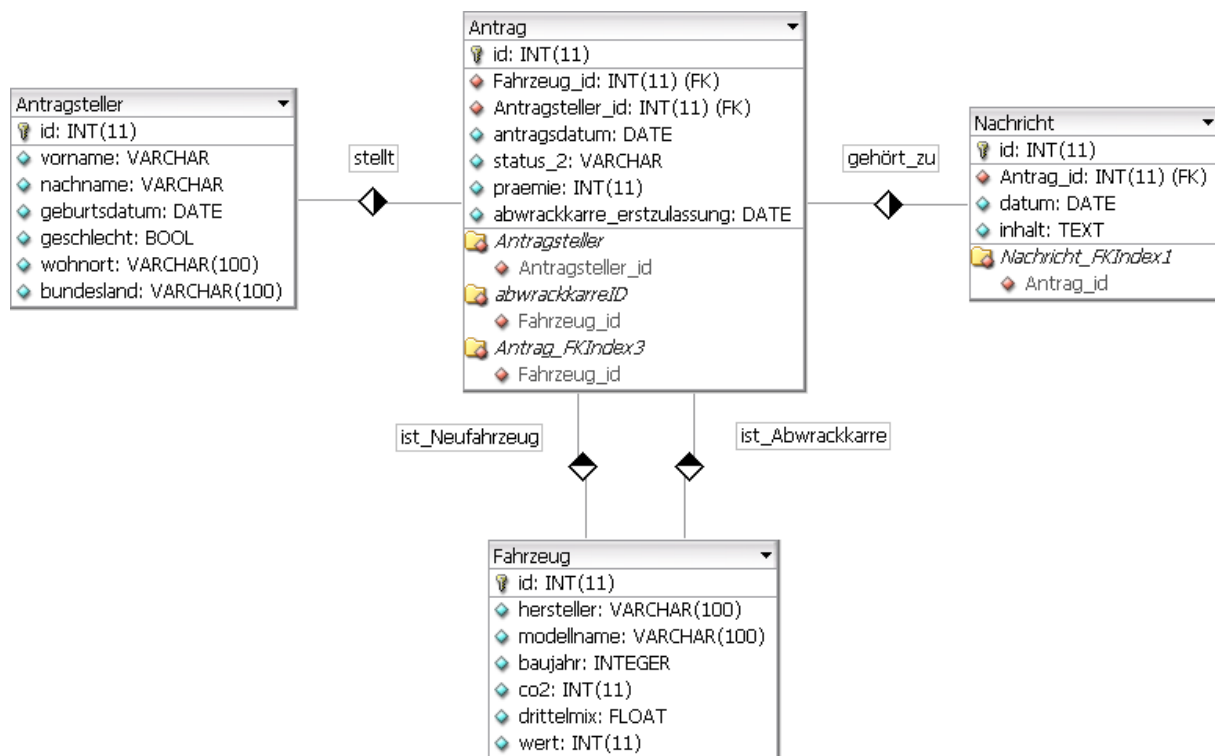 Antragsteller
id: INT(11)
vorname: VARCHAR
nachname: VARCHAR
geburtsdatum: DATE
geschlecht: BOOL
wohnort: VARCHAR(100)
bundesland: VARCHAR(100)
stellt
Antrag
id: INT(11)
Fahrzeug_id: INT(11) (FK)
Antragsteller_id: INT(11) (FK)
antragsdatum: DATE
status_2: VARCHAR
praemie: INT(11)
abwrackkarre_erstzulassung: DATE
Antragsteller
Antragsteller_id
abwrackkarreID
Fahrzeug_id
Antrag_FKIndex3
Fahrzeug_id
gehört_zu
Nachricht
id: INT(11)
Antrag_id: INT(11) (FK)
datum: DATE
inhalt: TEXT
Nachricht_FKIndex1
Antrag_id
ist_Neufahrzeug
ist_Abwrackkarre
Fahrzeug
id: INT(11)
hersteller: VARCHAR(100)
modellname: VARCHAR(100)
baujahr: INTEGER
co2: INT(11)
drittelmix: FLOAT
wert: INT(11)